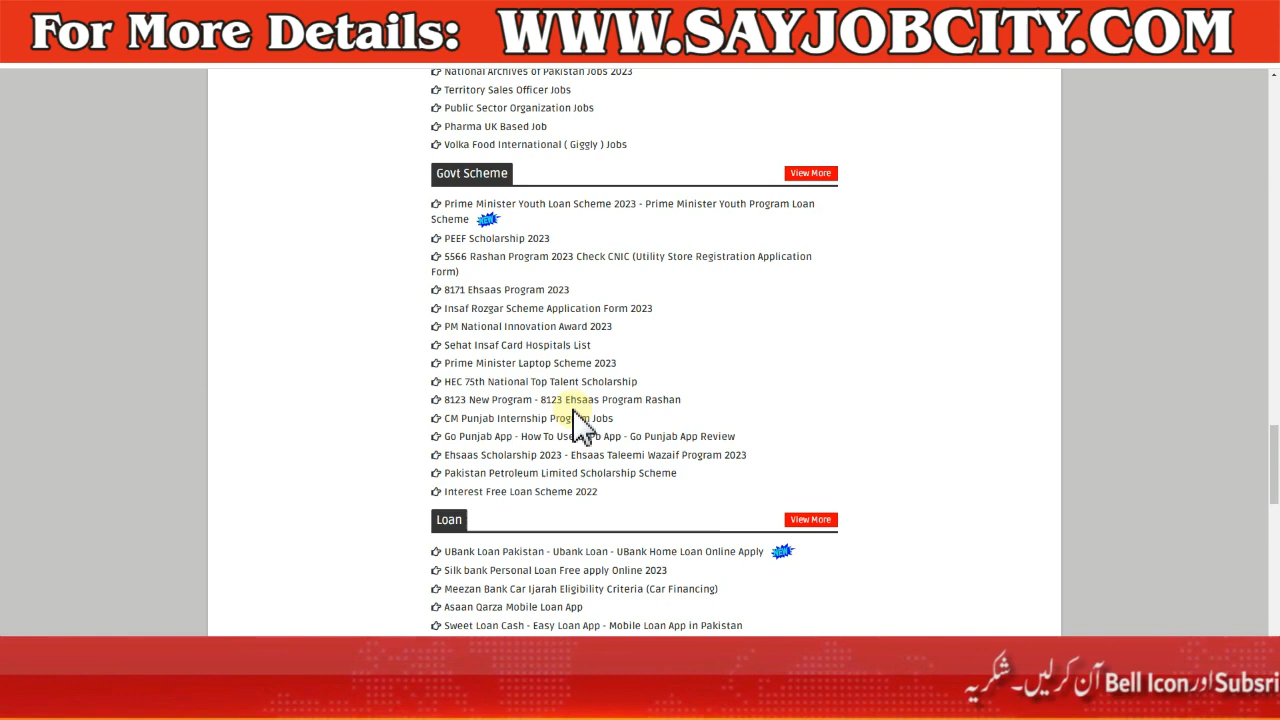 For More Details: WWW.SAYJOBCITY.COM
National Archives of Pakistan Jobs 2023
Territory Sales Officer Jobs
Public Sector Organization Jobs
Pharma UK Based Job
Volka Food International ( Giggly ) Jobs
Govt Scheme
View More
Prime Minister Youth Loan Scheme 2023 - Prime Minister Youth Program Loan
Scheme NEW
PEEF Scholarship 2023
5566 Rashan Program 2023 Check CNIC (Utility Store Registration Application
Form)
8171 Ehsaas Program 2023
Insaf Rozgar Scheme Application Form 2023
PM National Innovation Award 2023
Sehat Insaf Card Hospitals List
Prime Minister Laptop Scheme 2023
HEC 75th National Top Talent Scholarship
8123 New Program - 8123 Ehsaas Program Rashan
CM Punjab Internship Program Jobs
Go Punjab App - How To Use App - Go Punjab App Review
Ehsaas Scholarship 2023 - Ehsaas Taleemi Wazaif Program 2023
Pakistan Petroleum Limited Scholarship Scheme
Interest Free Loan Scheme 2022
Loan
View More
UBank Loan Pakistan - Ubank Loan - UBank Home Loan Online Apply NEW
Silk bank Personal Loan Free apply Online 2023
Meezan Bank Car Ijarah Eligibility Criteria (Car Financing)
Asaan Qarza Mobile Loan App
Sweet Loan Cash - Easy Loan App - Mobile Loan App in Pakistan
Subsri اور Bell Icon آن کرلیں۔ شکریہ